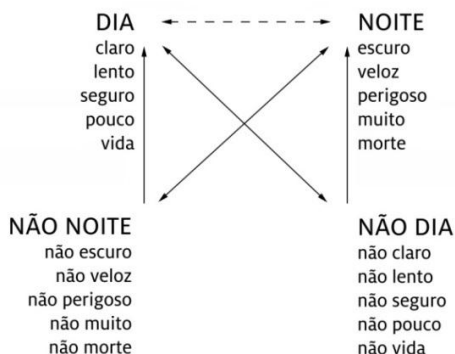 DIA
claro
lento
seguro
pouco
vida
NOITE
escuro
veloz
perigoso
muito
morte
NÃO NOITE
não escuro
não veloz
não perigoso
não muito
não morte
NÃO DIA
não claro
não lento
não seguro
não pouco
não vida